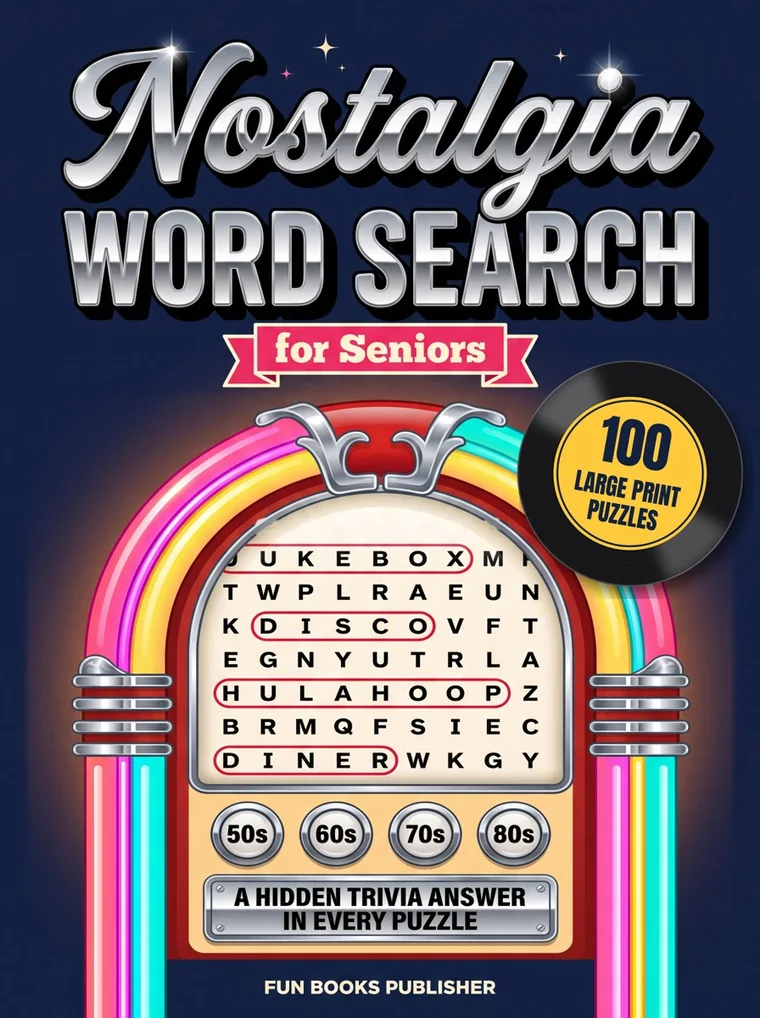 Nostalgia
WORD SEARCH
for Seniors
100
LARGE PRINT
PUZZLES
J U K E B O X M
T W P L R A E U N
K D I S C O V F T
E G N Y U T R L A
H U L A H O O P Z
B R M Q F S I E C
D I N E R W K G Y
50s 60s 70s 80s
A HIDDEN TRIVIA ANSWER
IN EVERY PUZZLE
FUN BOOKS PUBLISHER